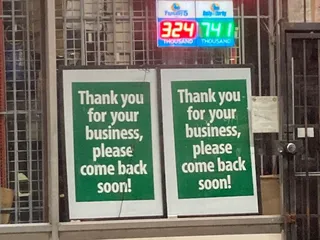 324 741
THOUSAND THOUSAND
Thank you
for your
business,
please
come back
soon!
Thank you
for your
business,
please
come back
soon!